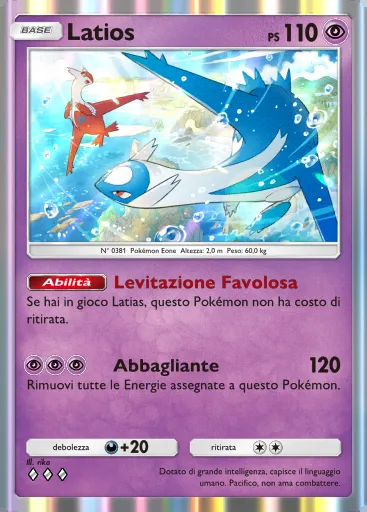 BASE Latios PS 110
N° 0381 Pokémon Eone Altezza: 2,0 m Peso: 60,0 kg
Abilità Levitazione Favolosa
Se hai in gioco Latias, questo Pokémon non ha costo di
ritirata.
Abbagliante 120
Rimuovi tutte le Energie assegnate a questo Pokémon.
debolezza +20 ritirata
Ill. rika
Dotato di grande intelligenza, capisce il linguaggio
umano. Pacifico, non ama combattere.